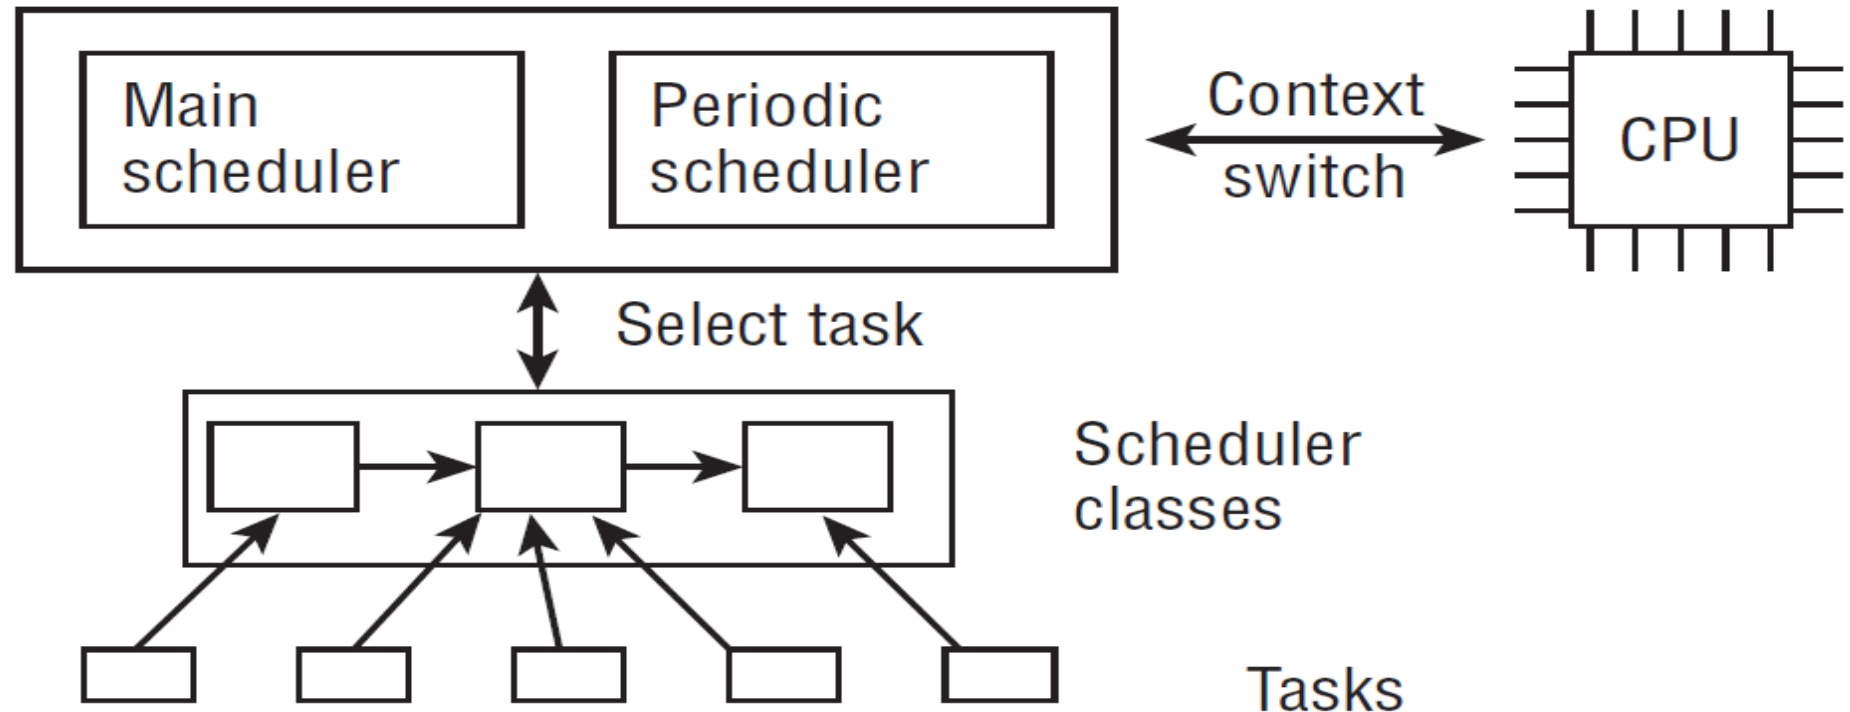 Main
scheduler
Periodic
scheduler
Context
switch
CPU
Select task
Scheduler
classes
Tasks